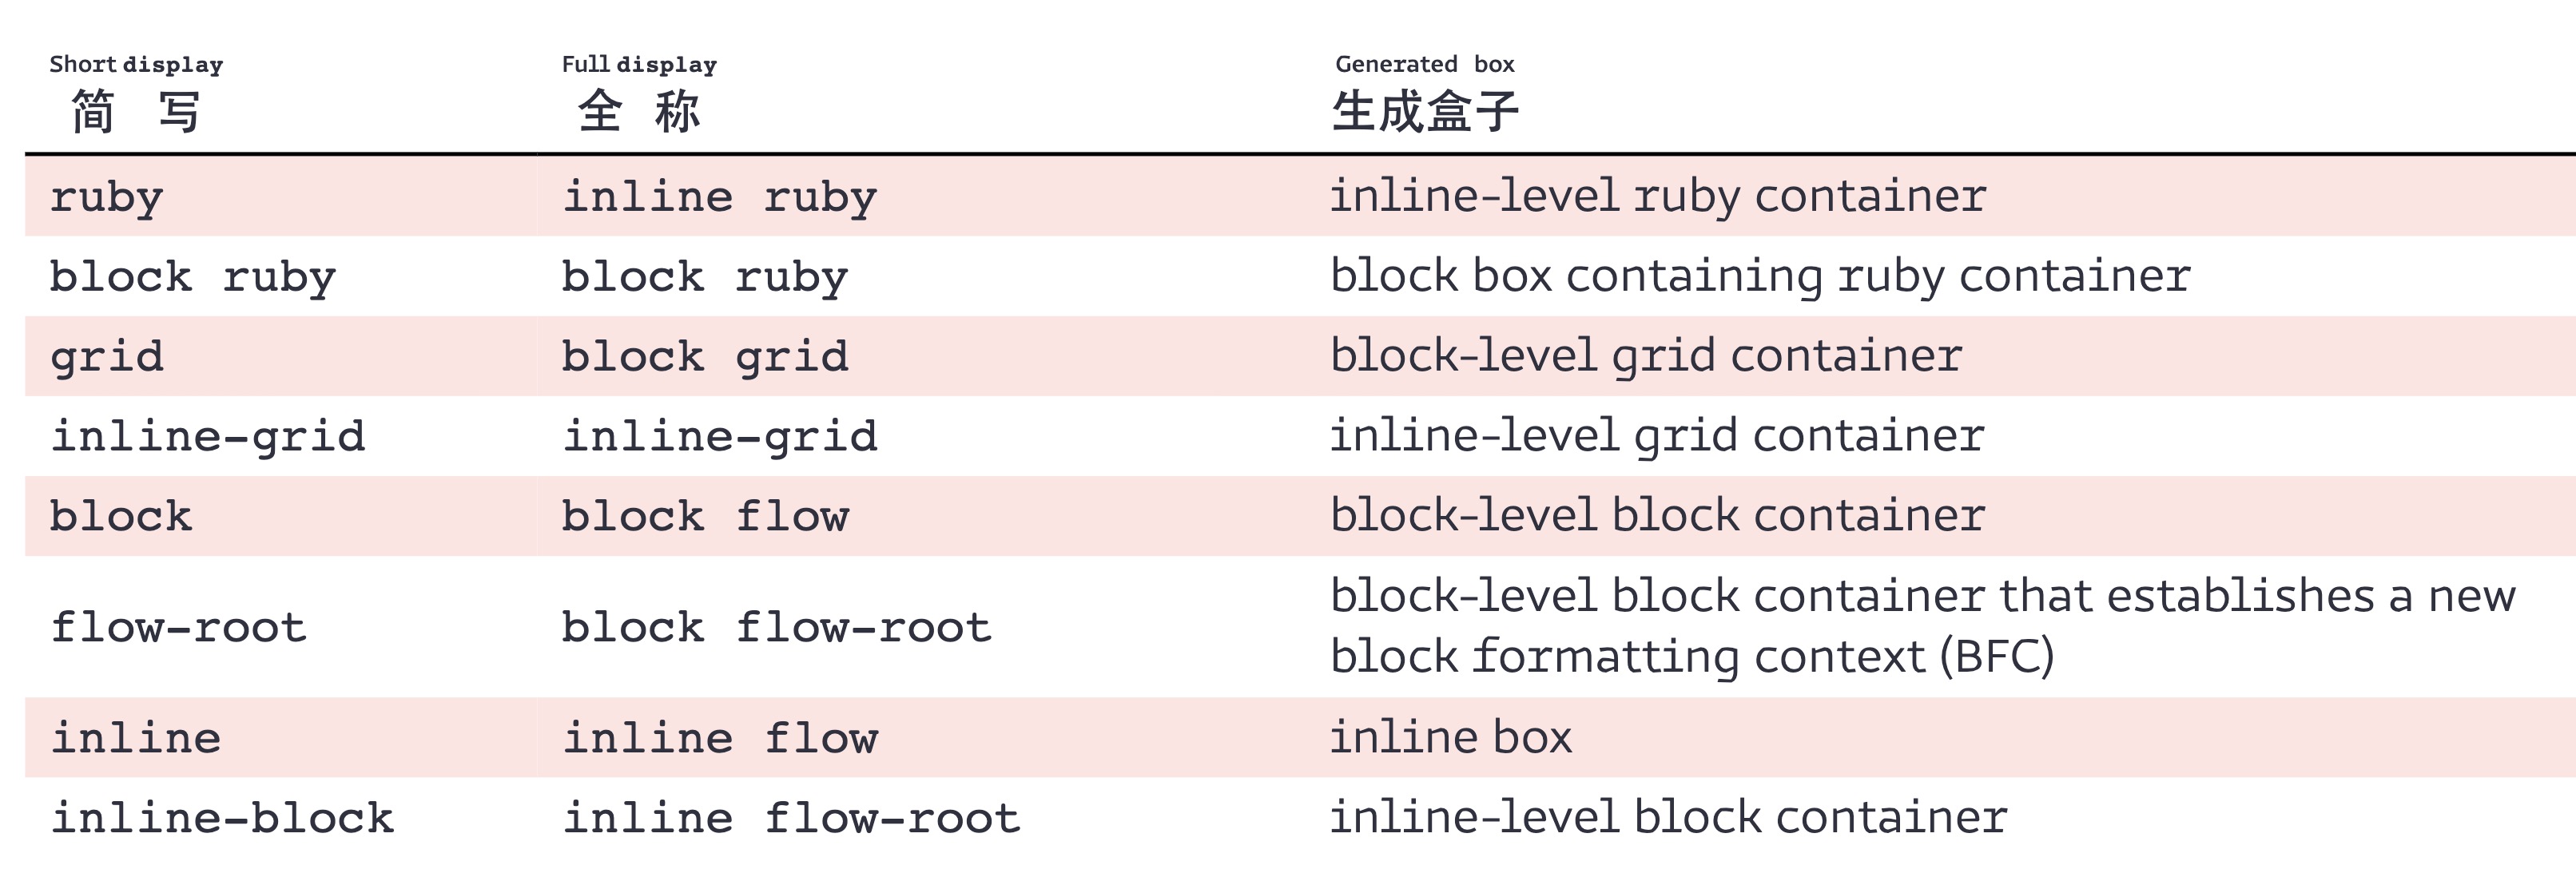 Short display Full display Generated box
简 写 全 称 生成盒子
ruby inline ruby inline-level ruby container
block ruby block ruby block box containing ruby container
grid block grid block-level grid container
inline-grid inline-grid inline-level grid container
block block flow block-level block container
flow-root block flow-root block-level block container that establishes a new
block formatting context (BFC)
inline inline flow inline box
inline-block inline flow-root inline-level block container